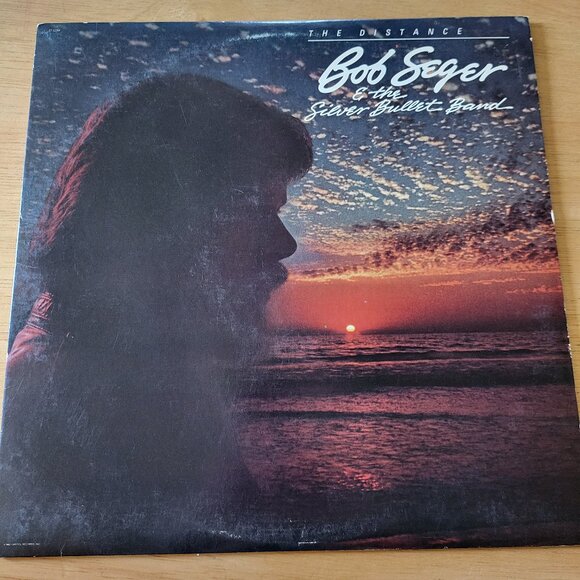 THE DISTANCE
Bob Seger
& the
Silver Bullet Band